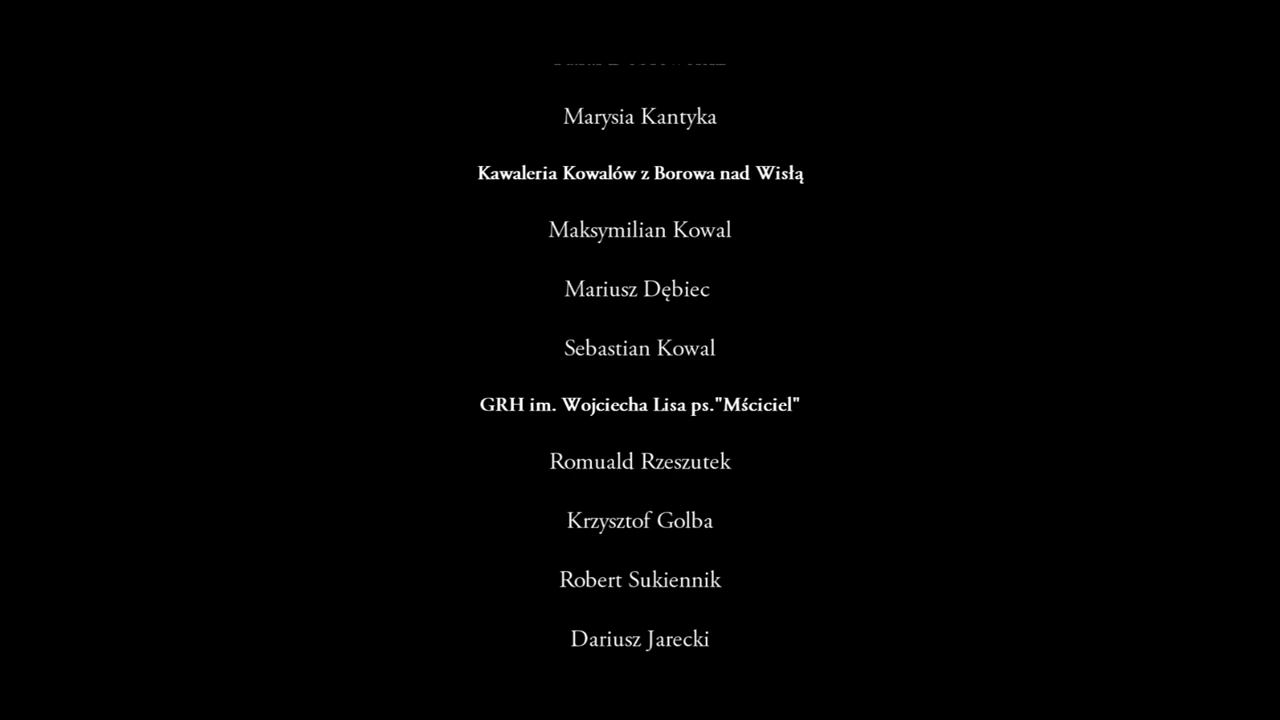 Marysia Kantyka
Kawaleria Kowalów z Borowa nad Wisłą
Maksymilian Kowal
Mariusz Dębiec
Sebastian Kowal
GRH im. Wojciecha Lisa ps."Mściciel"
Romuald Rzeszutek
Krzysztof Golba
Robert Sukiennik
Dariusz Jarecki